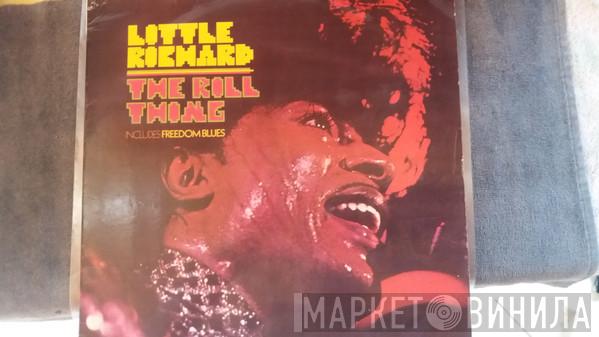 LITTLE
RICHARD
THE RILL
THING
INCLUDES FREEDOM BLUES
МАРКЕТ ВИНИЛА